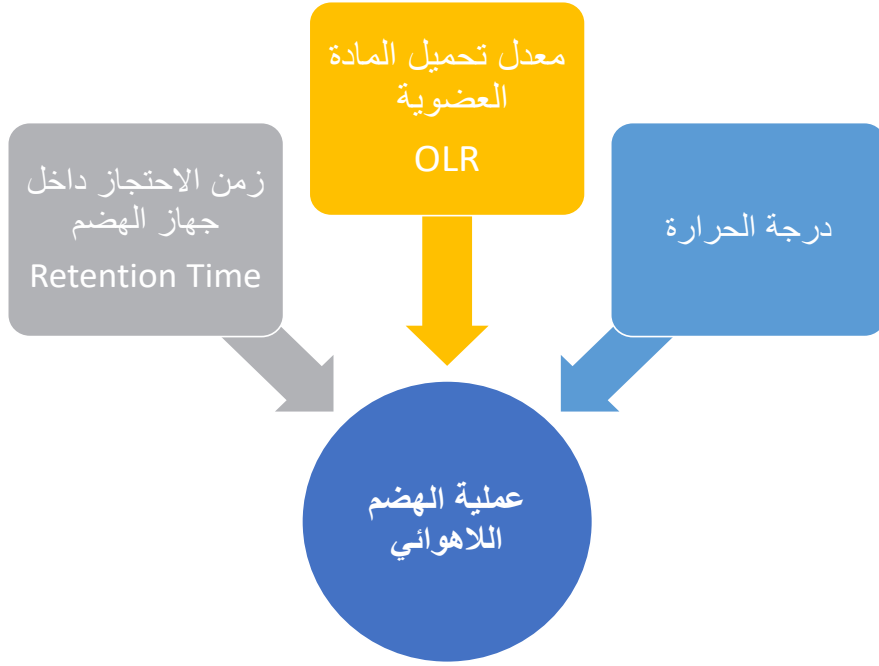 معدل تحميل المادة
العضوية
OLR
درجة الحرارة
زمن الاحتجاز داخل
جهاز الهضم
Retention Time
عملية الهضم
اللاهوائي